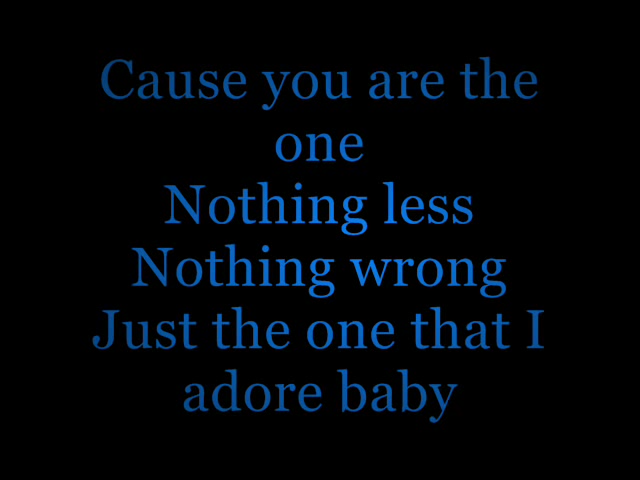 Cause you are the
one
Nothing less
Nothing wrong
Just the one that I
adore baby